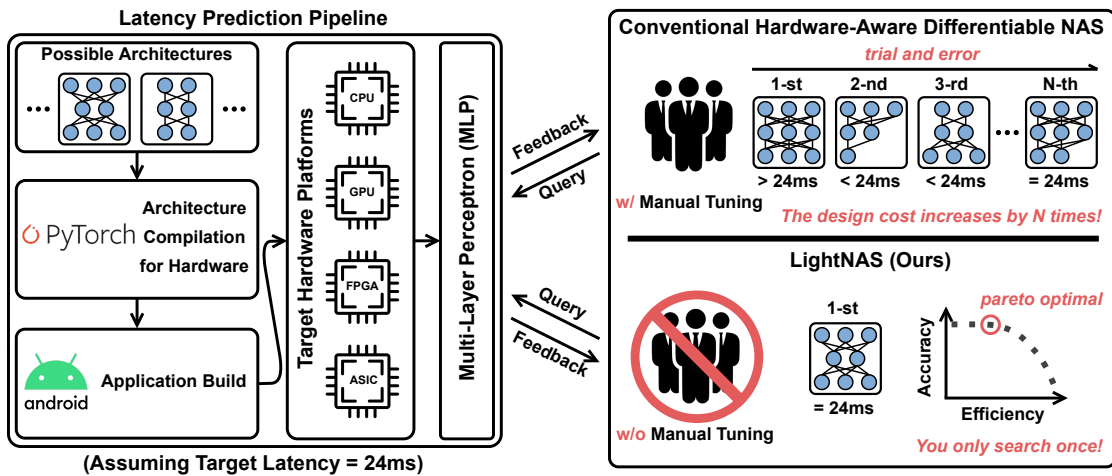 Latency Prediction Pipeline
Possible Architectures
...
...
PyTorch
Architecture
Compilation
for Hardware
android
Application Build
Target Hardware Platforms
CPU
GPU
FPGA
ASIC
Multi-Layer Perceptron (MLP)
(Assuming Target Latency = 24ms)
Feedback
Query
Query
Feedback
Conventional Hardware-Aware Differentiable NAS
trial and error
1-st
2-nd
3-rd
N-th
...
> 24ms
< 24ms
< 24ms
= 24ms
w/ Manual Tuning
The design cost increases by N times!
LightNAS (Ours)
w/o Manual Tuning
1-st
= 24ms
pareto optimal
Accuracy
Efficiency
You only search once!